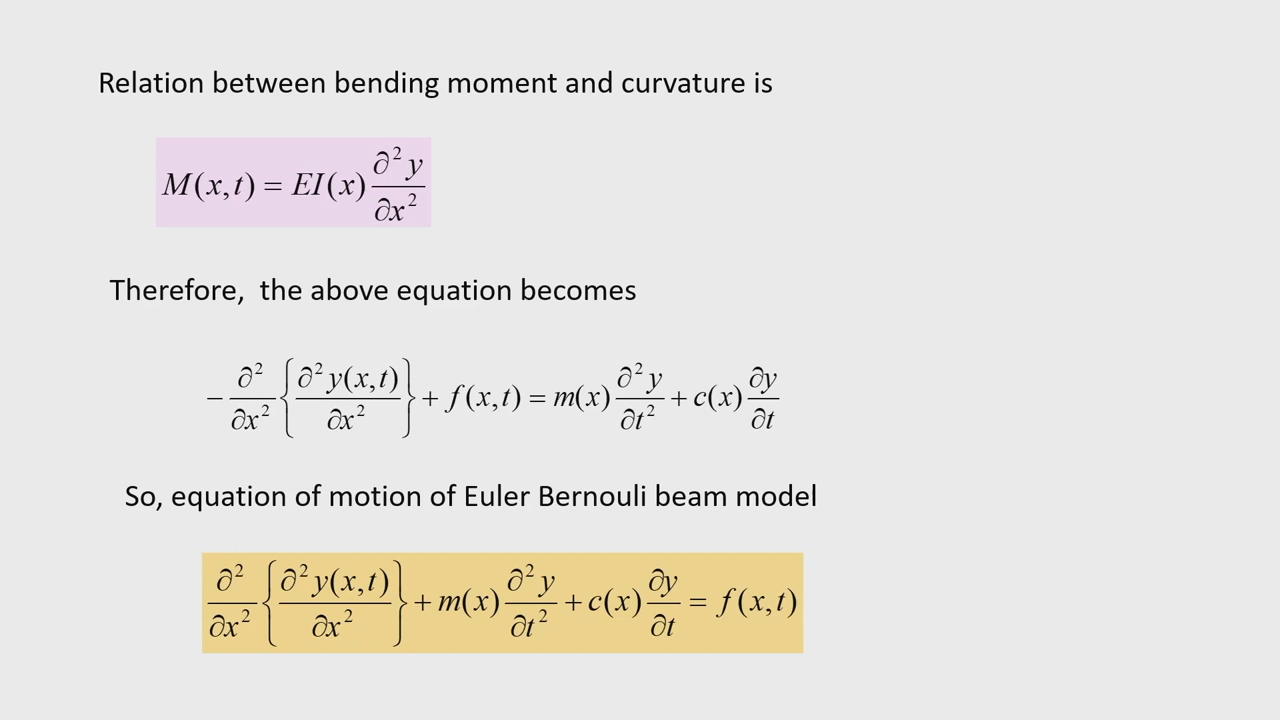 Relation between bending moment and curvature is
M(x,t) = EI(x) ∂²y/∂x²
Therefore, the above equation becomes
− ∂²/∂x² { ∂²y(x,t)/∂x² } + f(x,t) = m(x) ∂²y/∂t² + c(x) ∂y/∂t
So, equation of motion of Euler Bernouli beam model
∂²/∂x² { ∂²y(x,t)/∂x² } + m(x) ∂²y/∂t² + c(x) ∂y/∂t = f(x,t)